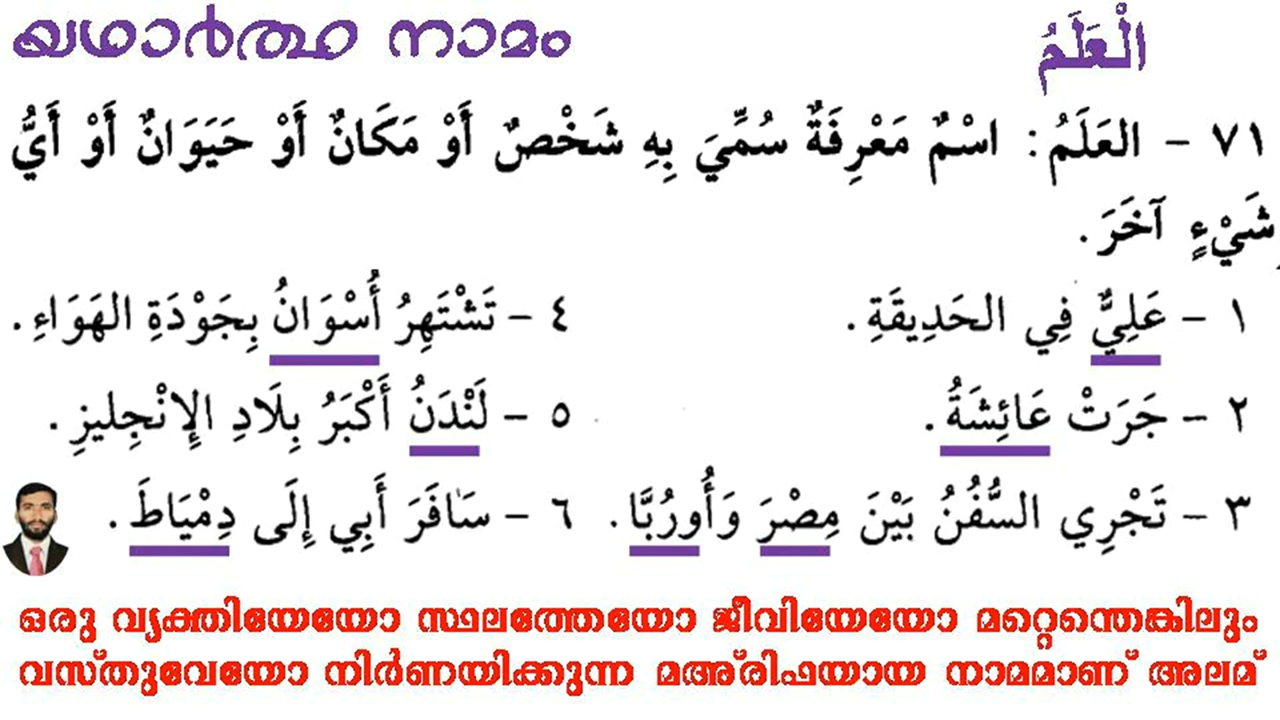 യഥാർത്ഥ നാമം
الْعَلَمُ
٧١ - العَلَمُ: اسْمٌ مَعْرِفَةٌ سُمِّيَ بِهِ شَخْصٌ أَوْ مَكَانٌ أَوْ حَيَوَانٌ أَوْ أَيُّ
شَيْءٍ آخَرَ.
١ - عَلِيٌّ فِي الحَدِيقَةِ.
٤ - تَشْتَهِرُ أُسْوَانُ بِجَوْدَةِ الهَوَاءِ.
٢ - جَرَتْ عَائِشَةُ.
٥ - لَنْدَنُ أَكْبَرُ بِلَادِ الإِنْجِلِيزِ.
٣ - تَجْرِي السُّفُنُ بَيْنَ مِصْرَ وَأُورُبَّا.
٦ - سَافَرَ أَبِي إِلَى دِمْيَاطَ.
ഒരു വ്യക്തിയേയോ സ്ഥലത്തേയോ ജീവിയേയോ മറ്റെന്തെങ്കിലും
വസ്തുവേയോ നിർണയിക്കുന്ന മഅ്രിഫയായ നാമമാണ് അലമ്